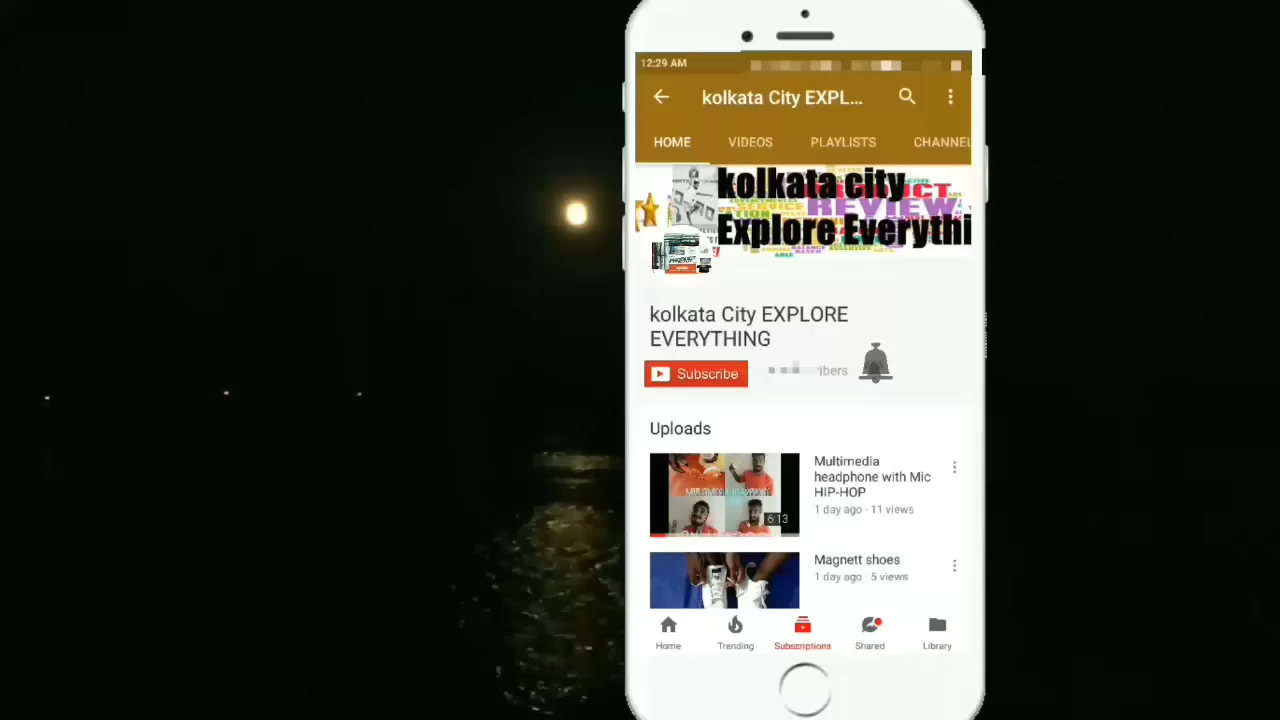 12:29 AM
kolkata City EXPL...
HOME VIDEOS PLAYLISTS CHANNEL
kolkata city
Explore Everythi
REVIEW
kolkata City EXPLORE
EVERYTHING
Subscribe
ibers
Uploads
Multimedia
headphone with Mic
HIP-HOP
1 day ago · 11 views
6:13
Magnett shoes
1 day ago · 5 views
Home Trending Subscriptions Shared Library